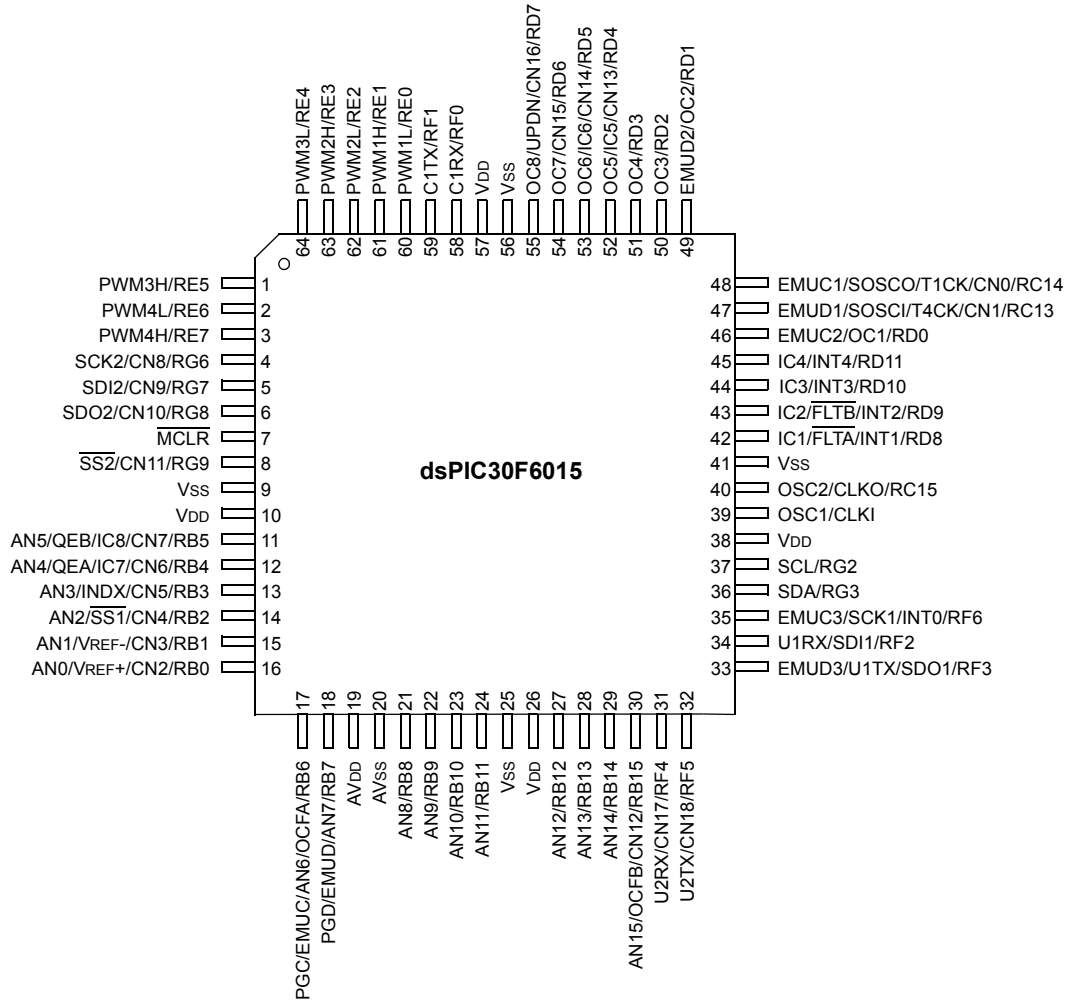 PWM3L/RE4
PWM2H/RE3
PWM2L/RE2
PWM1H/RE1
PWM1L/RE0
C1TX/RF1
C1RX/RF0
VDD
VSS
OC8/UPDN/CN16/RD7
OC7/CN15/RD6
OC6/IC6/CN14/RD5
OC5/IC5/CN13/RD4
OC4/RD3
OC3/RD2
EMUD2/OC2/RD1
64
63
62
61
60
59
58
57
56
55
54
53
52
51
50
49
PWM3H/RE5 1
PWM4L/RE6 2
PWM4H/RE7 3
SCK2/CN8/RG6 4
SDI2/CN9/RG7 5
SDO2/CN10/RG8 6
MCLR 7
SS2/CN11/RG9 8
VSS 9
VDD 10
AN5/QEB/IC8/CN7/RB5 11
AN4/QEA/IC7/CN6/RB4 12
AN3/INDX/CN5/RB3 13
AN2/SS1/CN4/RB2 14
AN1/VREF-/CN3/RB1 15
AN0/VREF+/CN2/RB0 16
dsPIC30F6015
48 EMUC1/SOSCO/T1CK/CN0/RC14
47 EMUD1/SOSCI/T4CK/CN1/RC13
46 EMUC2/OC1/RD0
45 IC4/INT4/RD11
44 IC3/INT3/RD10
43 IC2/FLTB/INT2/RD9
42 IC1/FLTA/INT1/RD8
41 VSS
40 OSC2/CLKO/RC15
39 OSC1/CLKI
38 VDD
37 SCL/RG2
36 SDA/RG3
35 EMUC3/SCK1/INT0/RF6
34 U1RX/SDI1/RF2
33 EMUD3/U1TX/SDO1/RF3
17
18
19
20
21
22
23
24
25
26
27
28
29
30
31
32
PGC/EMUC/AN6/OCFA/RB6
PGD/EMUD/AN7/RB7
AVDD
AVSS
AN8/RB8
AN9/RB9
AN10/RB10
AN11/RB11
VSS
VDD
AN12/RB12
AN13/RB13
AN14/RB14
AN15/OCFB/CN12/RB15
U2RX/CN17/RF4
U2TX/CN18/RF5